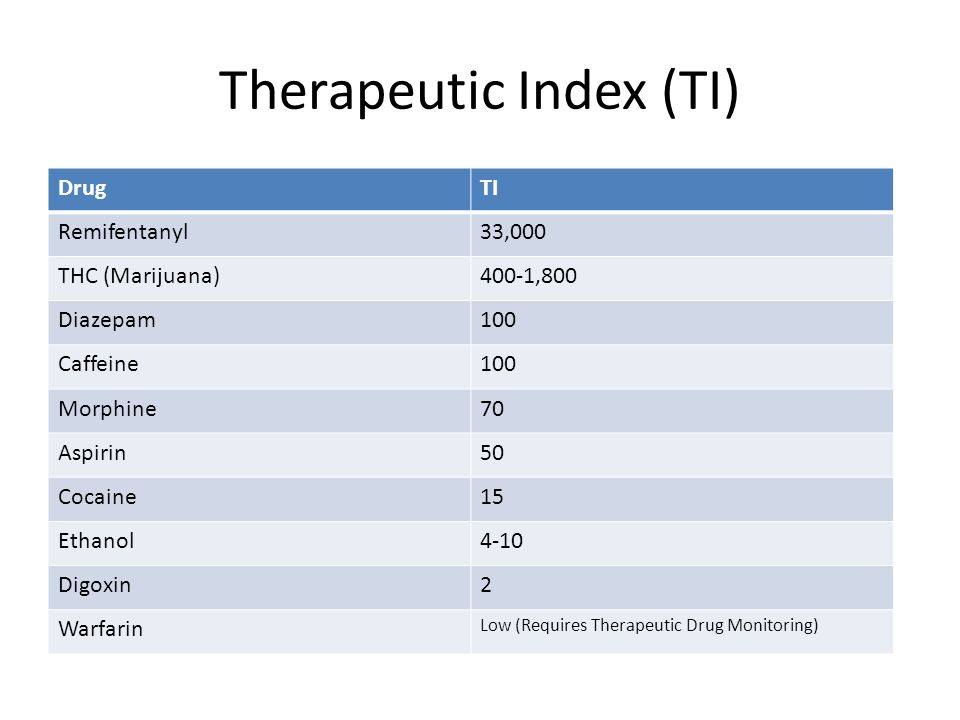 Therapeutic Index (TI)
Drug TI
Remifentanyl 33,000
THC (Marijuana) 400-1,800
Diazepam 100
Caffeine 100
Morphine 70
Aspirin 50
Cocaine 15
Ethanol 4-10
Digoxin 2
Warfarin Low (Requires Therapeutic Drug Monitoring)